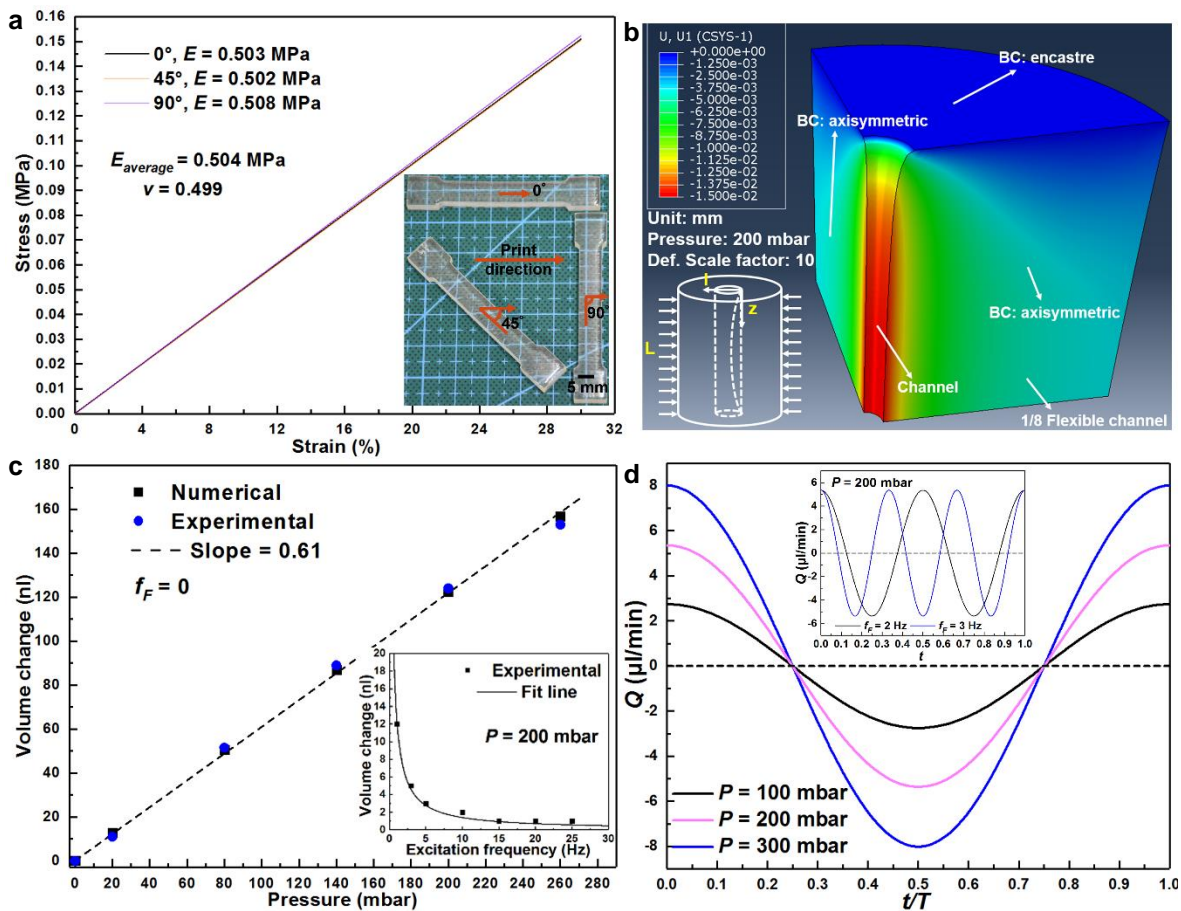 a
0.16
0.15
0.14
0.13
0.12
0.11
0.10
0.09
0.08
0.07
0.06
0.05
0.04
0.03
0.02
0.01
0.00
Stress (MPa)
0°, E = 0.503 MPa
45°, E = 0.502 MPa
90°, E = 0.508 MPa
E_average = 0.504 MPa
ν = 0.499
0°
Print
direction
45°
90°
5 mm
0 4 8 12 16 20 24 28 32
Strain (%)
b
U, U1 (CSYS-1)
+0.000e+00
-1.250e-03
-2.500e-03
-3.750e-03
-5.000e-03
-6.250e-03
-7.500e-03
-8.750e-03
-1.000e-02
-1.125e-02
-1.250e-02
-1.375e-02
-1.500e-02
BC: encastre
BC: axisymmetric
Unit: mm
Pressure: 200 mbar
Def. Scale factor: 10
r
z
L
BC: axisymmetric
Channel
1/8 Flexible channel
c
180
160
140
120
100
80
60
40
20
0
Volume change (nl)
Numerical
Experimental
Slope = 0.61
f_F = 0
20
18
16
14
12
10
8
6
4
2
0
Volume change (nl)
Experimental
Fit line
P = 200 mbar
0 5 10 15 20 25 30
Excitation frequency (Hz)
0 20 40 60 80 100 120 140 160 180 200 220 240 260 280
Pressure (mbar)
d
8
6
4
2
0
-2
-4
-6
-8
Q (μl/min)
P = 200 mbar
6
4
2
0
-2
-4
-6
Q (μl/min)
f_F = 2 Hz
f_F = 3 Hz
0.0 0.1 0.2 0.3 0.4 0.5 0.6 0.7 0.8 0.9 1.0
t
P = 100 mbar
P = 200 mbar
P = 300 mbar
0.0 0.1 0.2 0.3 0.4 0.5 0.6 0.7 0.8 0.9 1.0
t/T